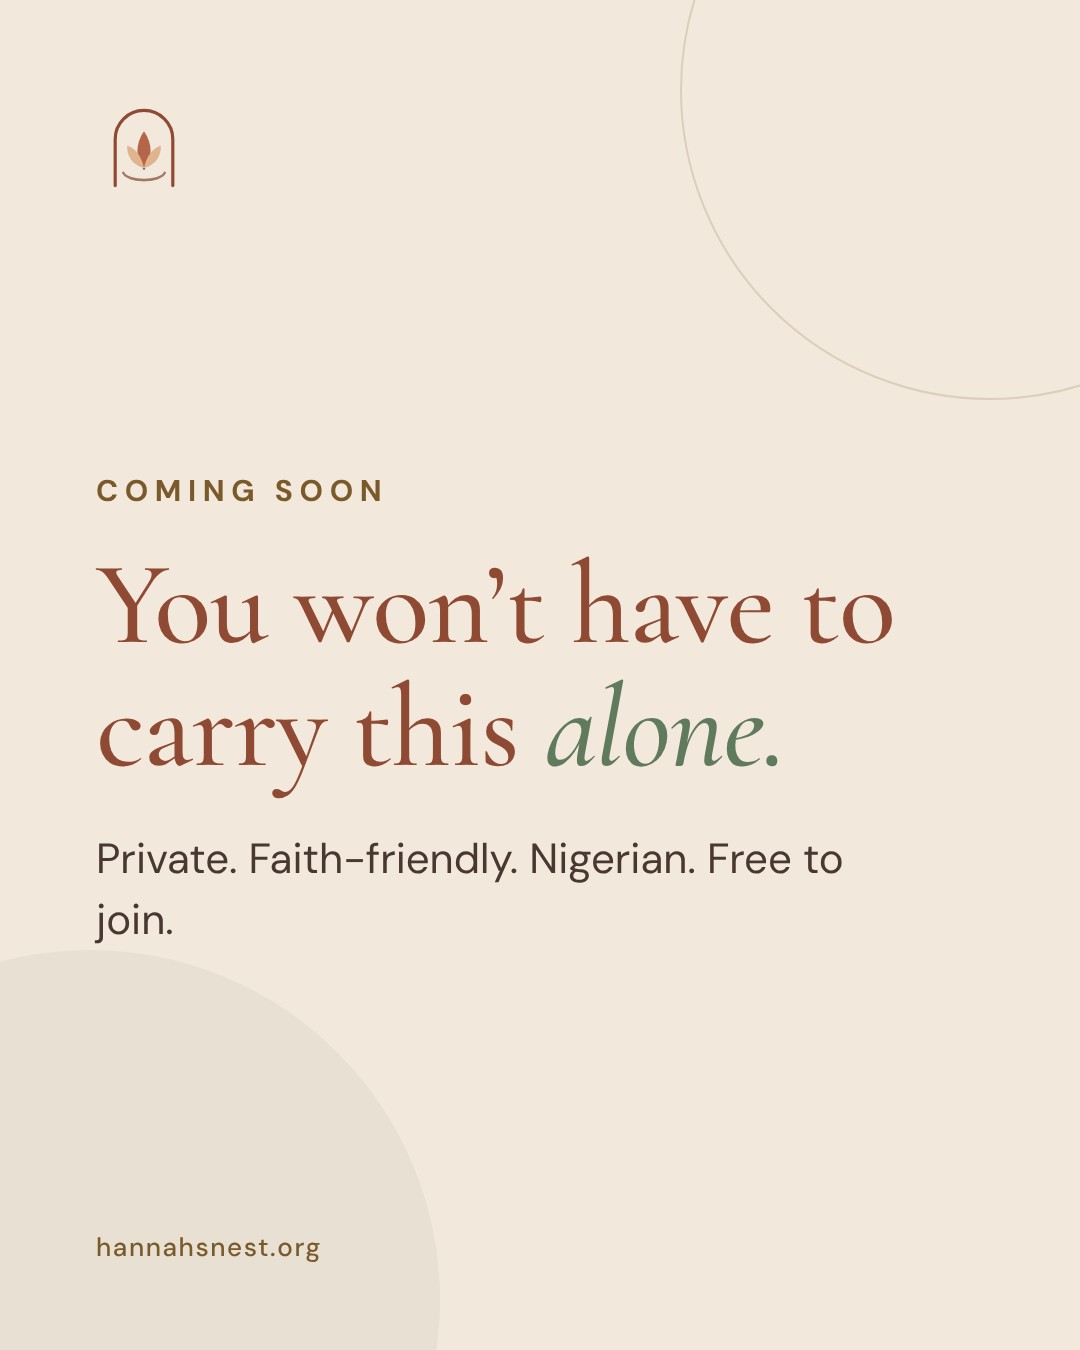 COMING SOON
You won’t have to
carry this alone.
Private. Faith-friendly. Nigerian. Free to
join.
hannahsnest.org